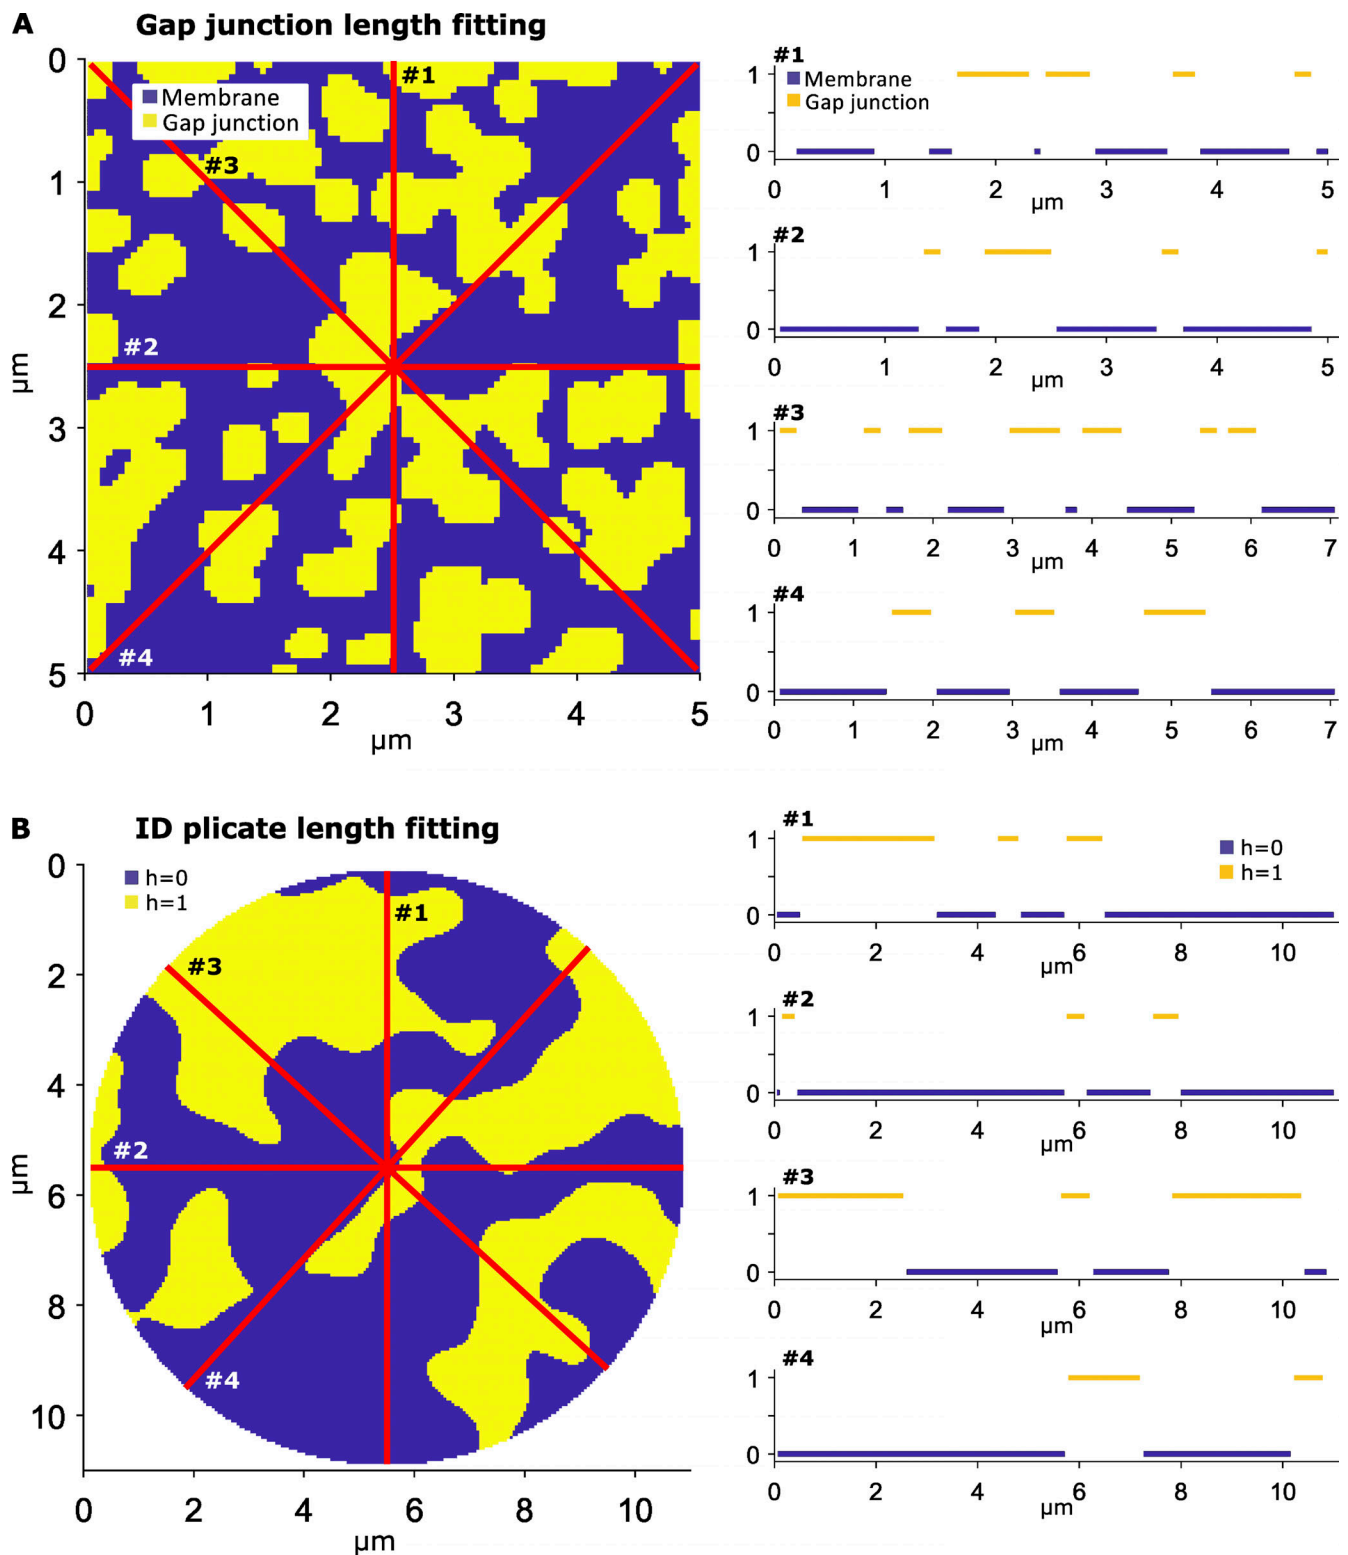 A Gap junction length fitting
0
1
2
3
4
5
µm
Membrane
Gap junction
#1
#3
#2
#4
0 1 2 3 4 5
µm
#1
1
0
Membrane
Gap junction
0 1 2 3 4 5
µm
#2
1
0
0 1 2 3 4 5
µm
#3
1
0
0 1 2 3 4 5 6 7
µm
#4
1
0
0 1 2 3 4 5 6 7
µm
B ID plicate length fitting
0
2
4
6
8
10
µm
h=0
h=1
#1
#3
#2
#4
0 2 4 6 8 10
µm
#1
1
0
h=0
h=1
0 2 4 6 8 10
µm
#2
1
0
0 2 4 6 8 10
µm
#3
1
0
0 2 4 6 8 10
µm
#4
1
0
0 2 4 6 8 10
µm